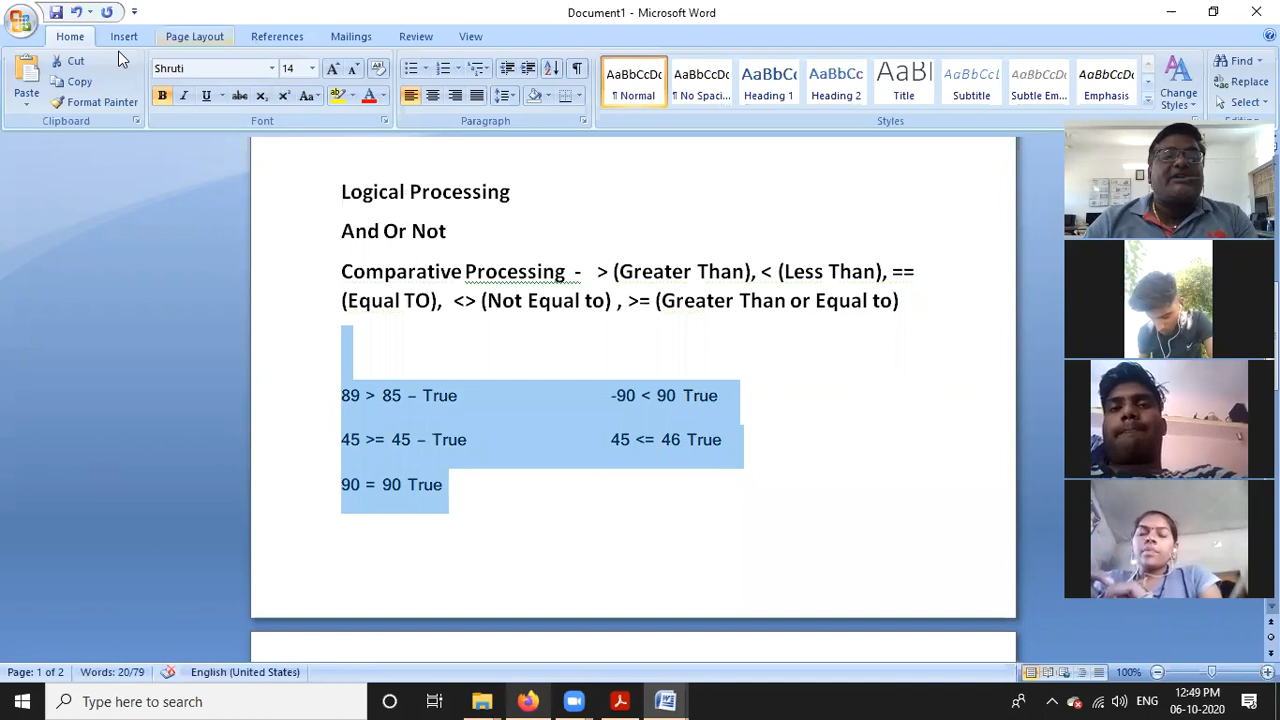 Document1 - Microsoft Word
Home Insert Page Layout References Mailings Review View
Paste
Cut
Copy
Format Painter
Clipboard
Shruti 14
Font
Paragraph
AaBbCcDc AaBbCcDc AaBbC AaBbCc AaBb AaBbCc. AaBbCcDc AaBbCcDc
¶ Normal ¶ No Spaci... Heading 1 Heading 2 Title Subtitle Subtle Em... Emphasis
Styles
Change Styles
Find
Replace
Select
Editing
Logical Processing
And Or Not
Comparative Processing - > (Greater Than), < (Less Than), ==
(Equal TO), <> (Not Equal to) , >= (Greater Than or Equal to)
89 > 85 – True -90 < 90 True
45 >= 45 – True 45 <= 46 True
90 = 90 True
Page: 1 of 2 Words: 20/79 English (United States) 100%
Type here to search
ENG
12:49 PM
06-10-2020